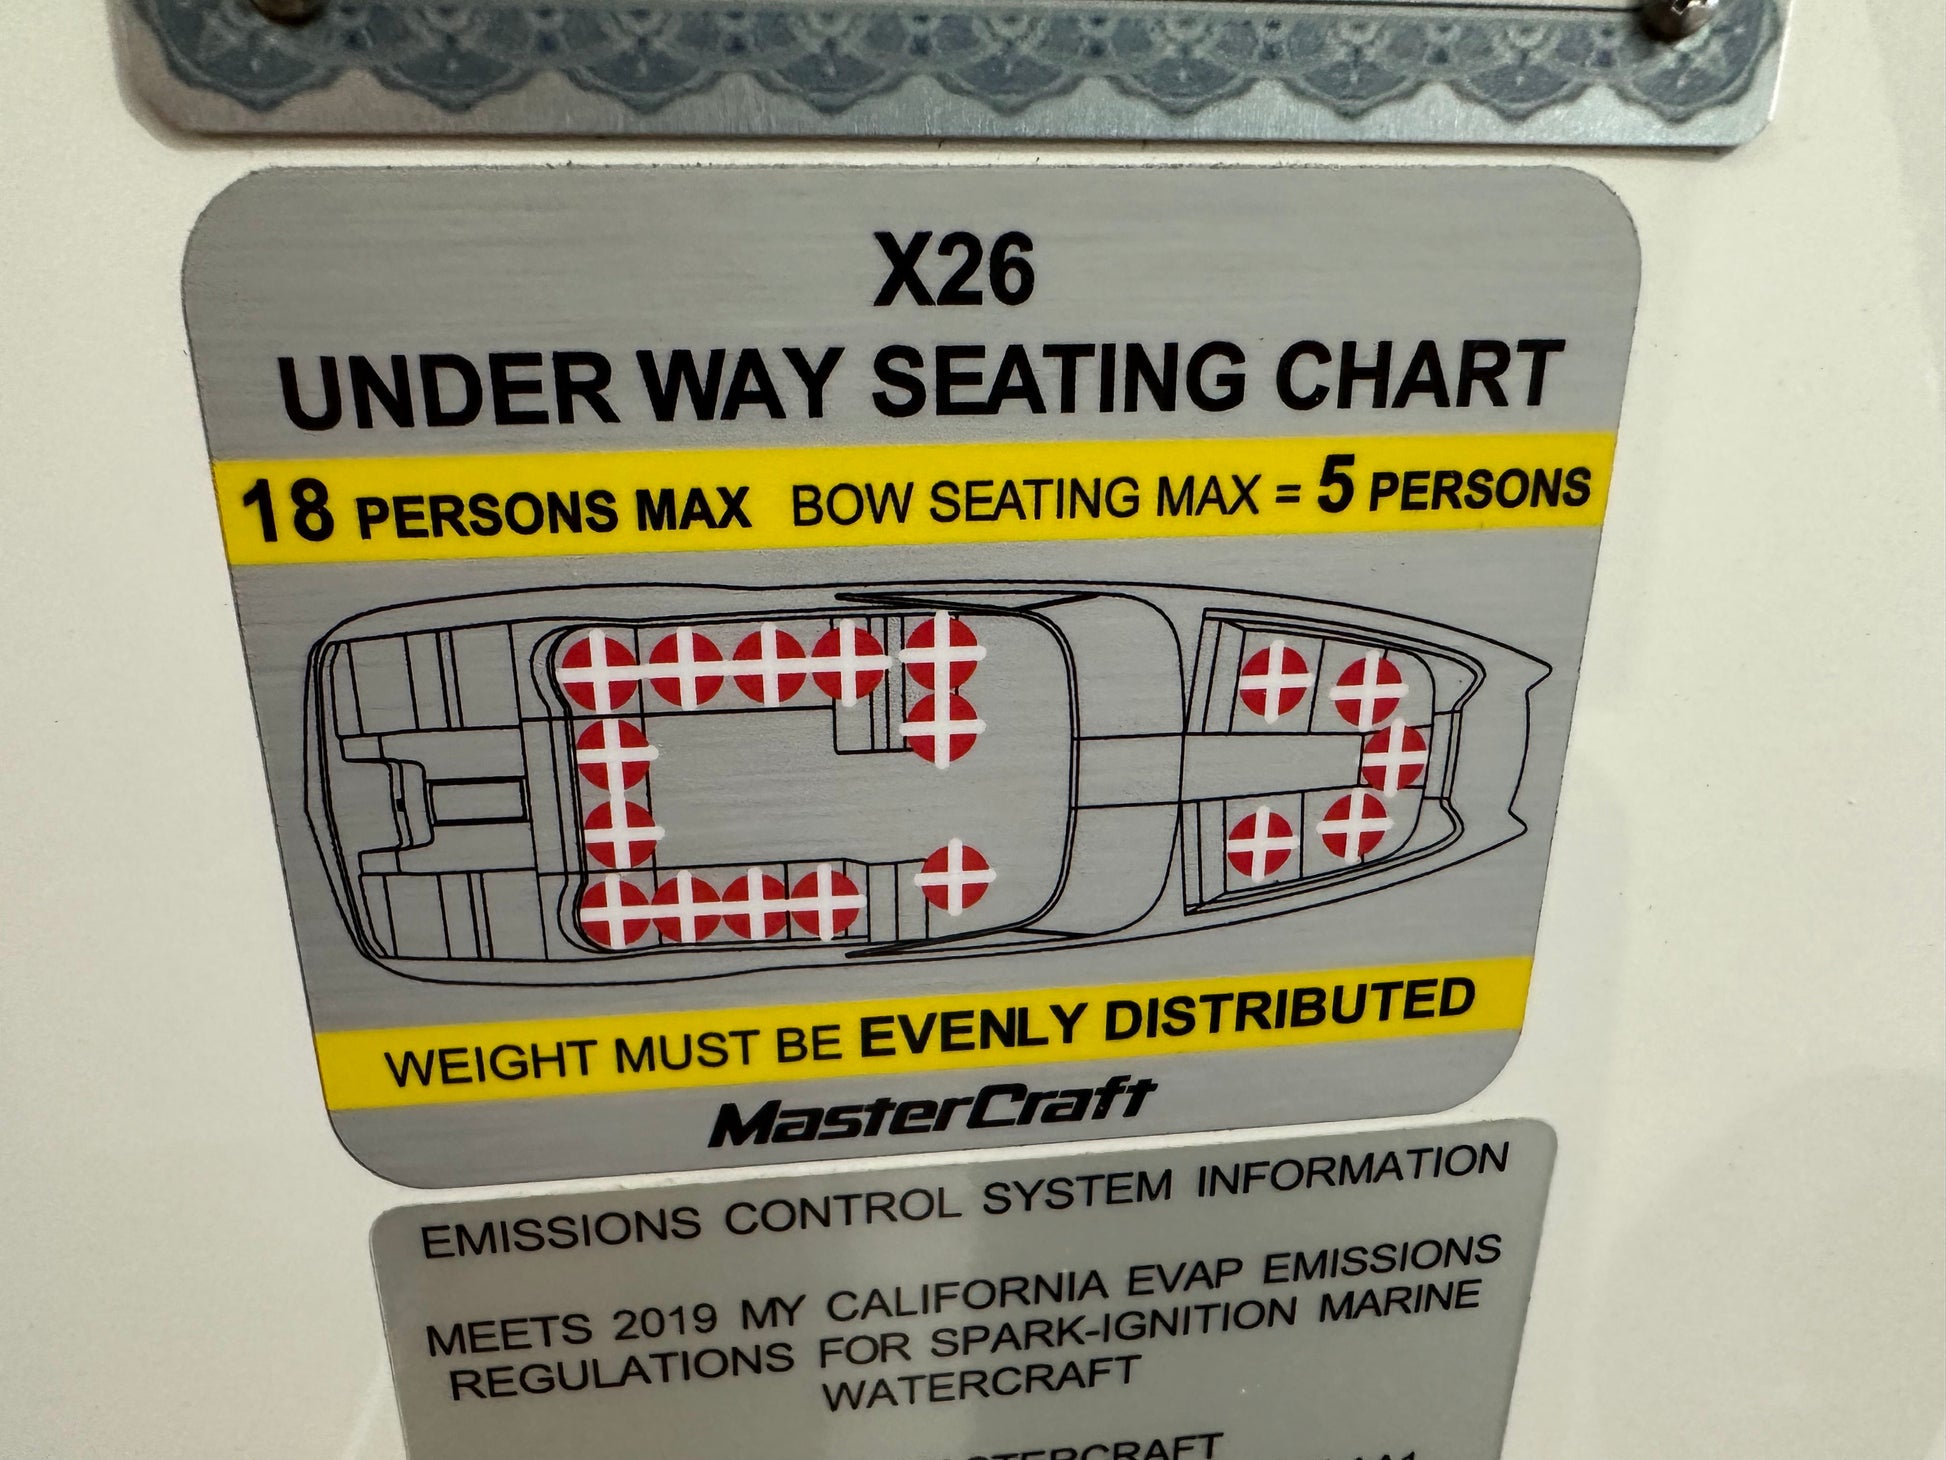 X26
UNDER WAY SEATING CHART
18 PERSONS MAX BOW SEATING MAX = 5 PERSONS
WEIGHT MUST BE EVENLY DISTRIBUTED
MasterCraft
EMISSIONS CONTROL SYSTEM INFORMATION
MEETS 2019 MY CALIFORNIA EVAP EMISSIONS
REGULATIONS FOR SPARK-IGNITION MARINE
WATERCRAFT